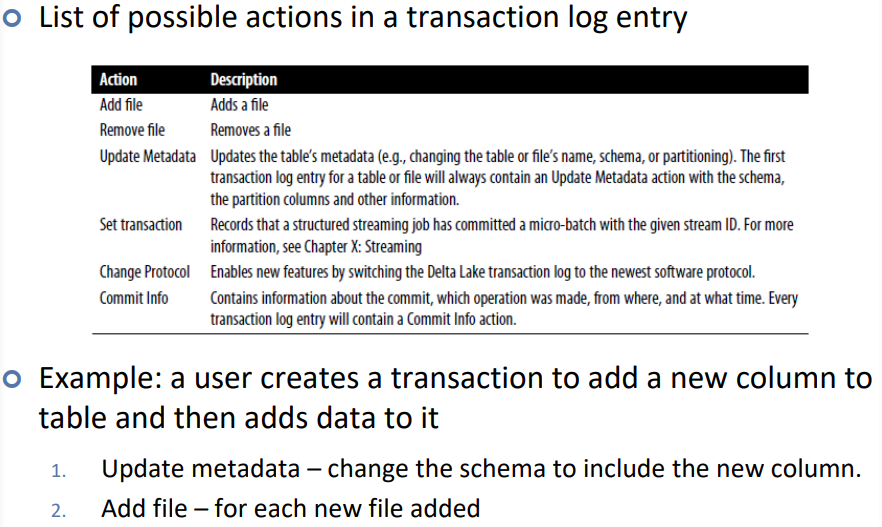 List of possible actions in a transaction log entry
Action Description
Add file Adds a file
Remove file Removes a file
Update Metadata Updates the table's metadata (e.g., changing the table or file's name, schema, or partitioning). The first
transaction log entry for a table or file will always contain an Update Metadata action with the schema,
the partition columns and other information.
Set transaction Records that a structured streaming job has committed a micro-batch with the given stream ID. For more
information, see Chapter X: Streaming
Change Protocol Enables new features by switching the Delta Lake transaction log to the newest software protocol.
Commit Info Contains information about the commit, which operation was made, from where, and at what time. Every
transaction log entry will contain a Commit Info action.
Example: a user creates a transaction to add a new column to
table and then adds data to it
1. Update metadata – change the schema to include the new column.
2. Add file – for each new file added